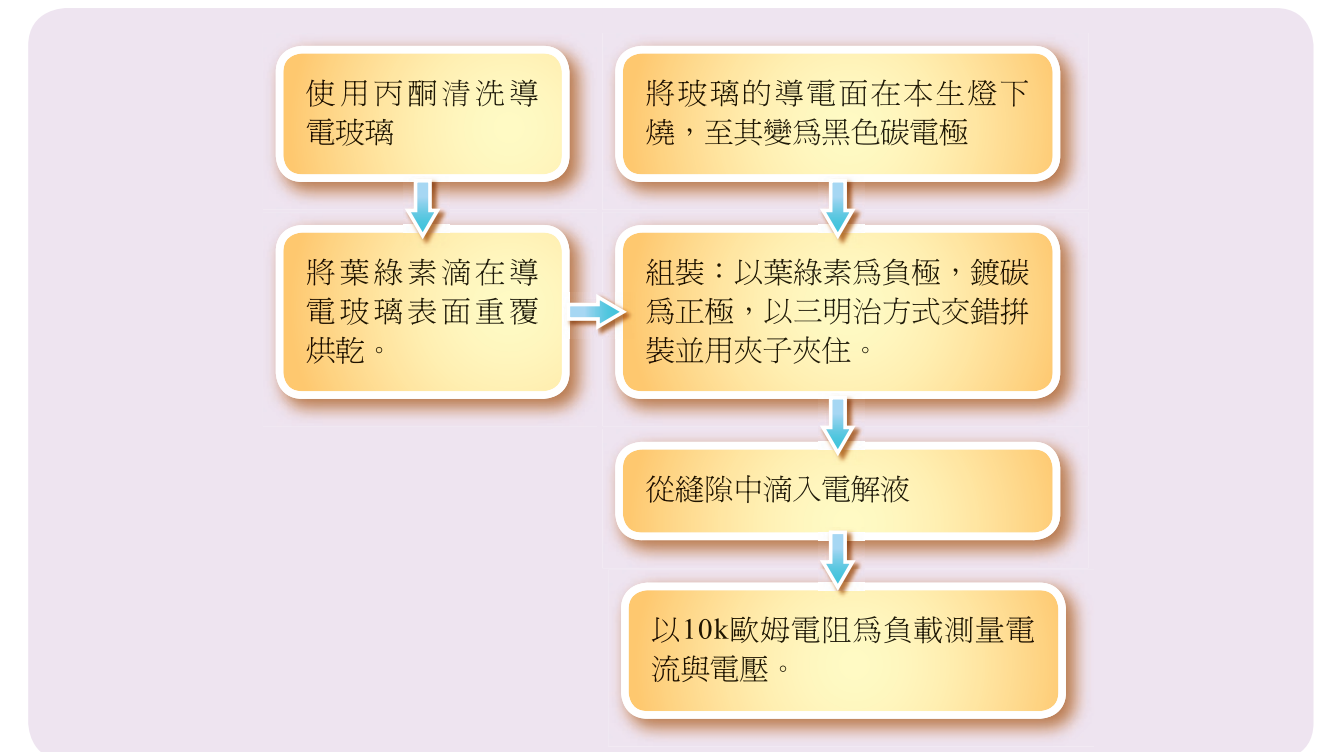 使用丙酮清洗導
電玻璃
將玻璃的導電面在本生燈下
燒，至其變爲黑色碳電極
將葉綠素滴在導
電玻璃表面重覆
烘乾。
組裝：以葉綠素爲負極，鍍碳
爲正極，以三明治方式交錯拼
裝並用夾子夾住。
從縫隙中滴入電解液
以10k歐姆電阻爲負載測量電
流與電壓。